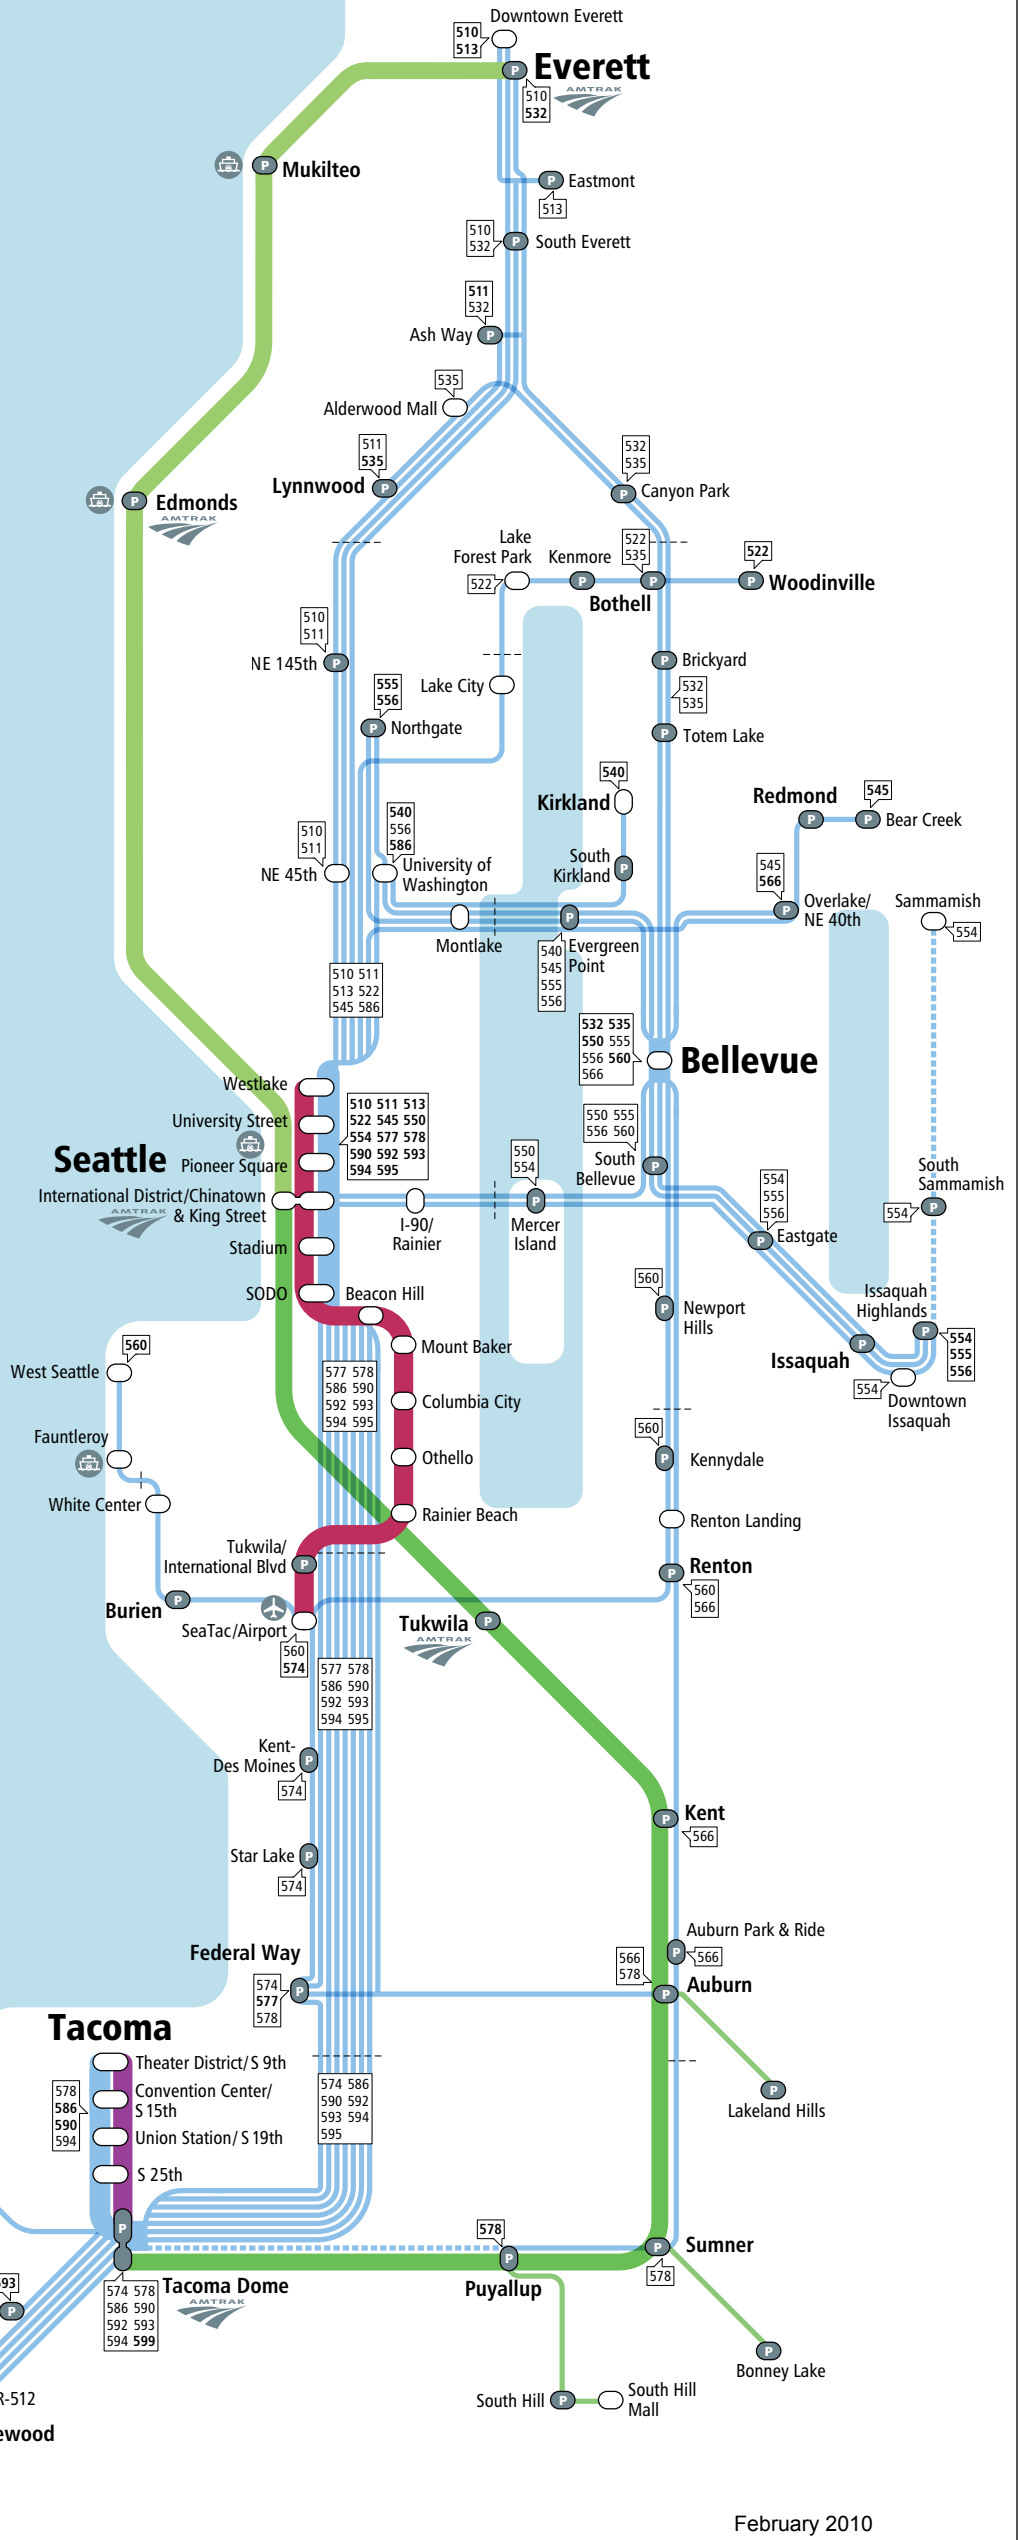 Downtown Everett
510
513
Everett
AMTRAK
510
532
Mukilteo
Eastmont
513
510
532
South Everett
511
532
Ash Way
535
Alderwood Mall
511
535
Lynnwood
532
535
Canyon Park
Edmonds
AMTRAK
Lake
Forest Park
522
Kenmore
522
535
Bothell
522
Woodinville
510
511
NE 145th
Brickyard
532
535
Lake City
555
556
Northgate
Totem Lake
540
Kirkland
Redmond
545
Bear Creek
510
511
NE 45th
540
556
586
University of
Washington
South
Kirkland
545
566
Overlake/
NE 40th
Sammamish
554
Montlake
Evergreen
Point
540
545
555
556
510 511
513 522
545 586
532 535
550 555
556 560
566
Bellevue
Westlake
University Street
Seattle
Pioneer Square
International District/Chinatown
& King Street
AMTRAK
510 511 513
522 545 550
554 577 578
590 592 593
594 595
550 555
556 560
South
Bellevue
550
554
I-90/
Rainier
Mercer
Island
554
555
556
Eastgate
South
Sammamish
554
Stadium
SODO
Beacon Hill
Mount Baker
560
Newport
Hills
Issaquah
Highlands
554
555
556
Issaquah
554
Downtown
Issaquah
560
West Seattle
577 578
586 590
592 593
594 595
Columbia City
Fauntleroy
Othello
560
Kennydale
White Center
Rainier Beach
Renton Landing
Tukwila/
International Blvd
Renton
560
566
Burien
SeaTac/Airport
560
574
Tukwila
AMTRAK
577 578
586 590
592 593
594 595
Kent-
Des Moines
574
Kent
566
Star Lake
574
Auburn Park & Ride
566
Federal Way
574
577
578
566
578
Auburn
Tacoma
Theater District/S 9th
Convention Center/
S 15th
Union Station/S 19th
S 25th
578
586
590
594
574 586
590 592
593 594
595
Lakeland Hills
578
Sumner
578
Tacoma Dome
AMTRAK
574 578
586 590
592 593
594 599
Puyallup
93
Bonney Lake
R-512
South Hill
South Hill
Mall
ewood
February 2010